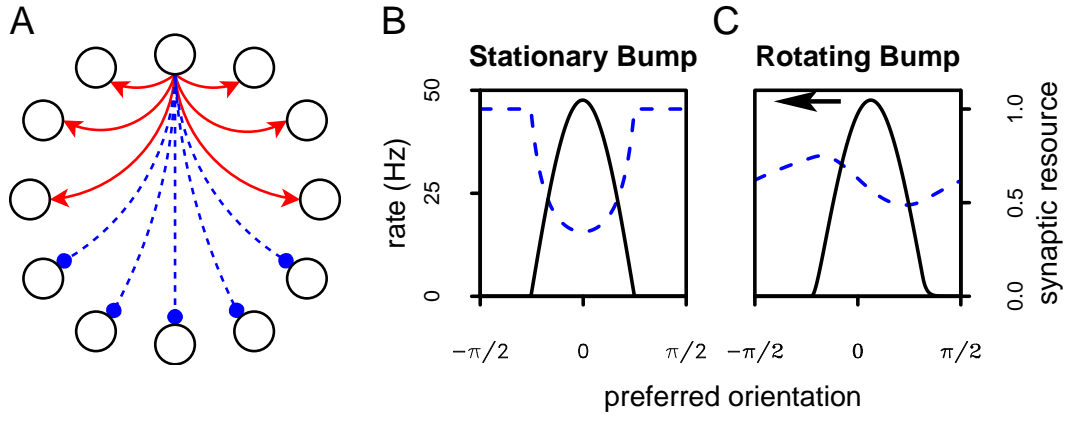 A
B
C
Stationary Bump
Rotating Bump
50
25
0
rate (Hz)
1.0
0.5
0.0
synaptic resource
−π/2
0
π/2
−π/2
0
π/2
preferred orientation